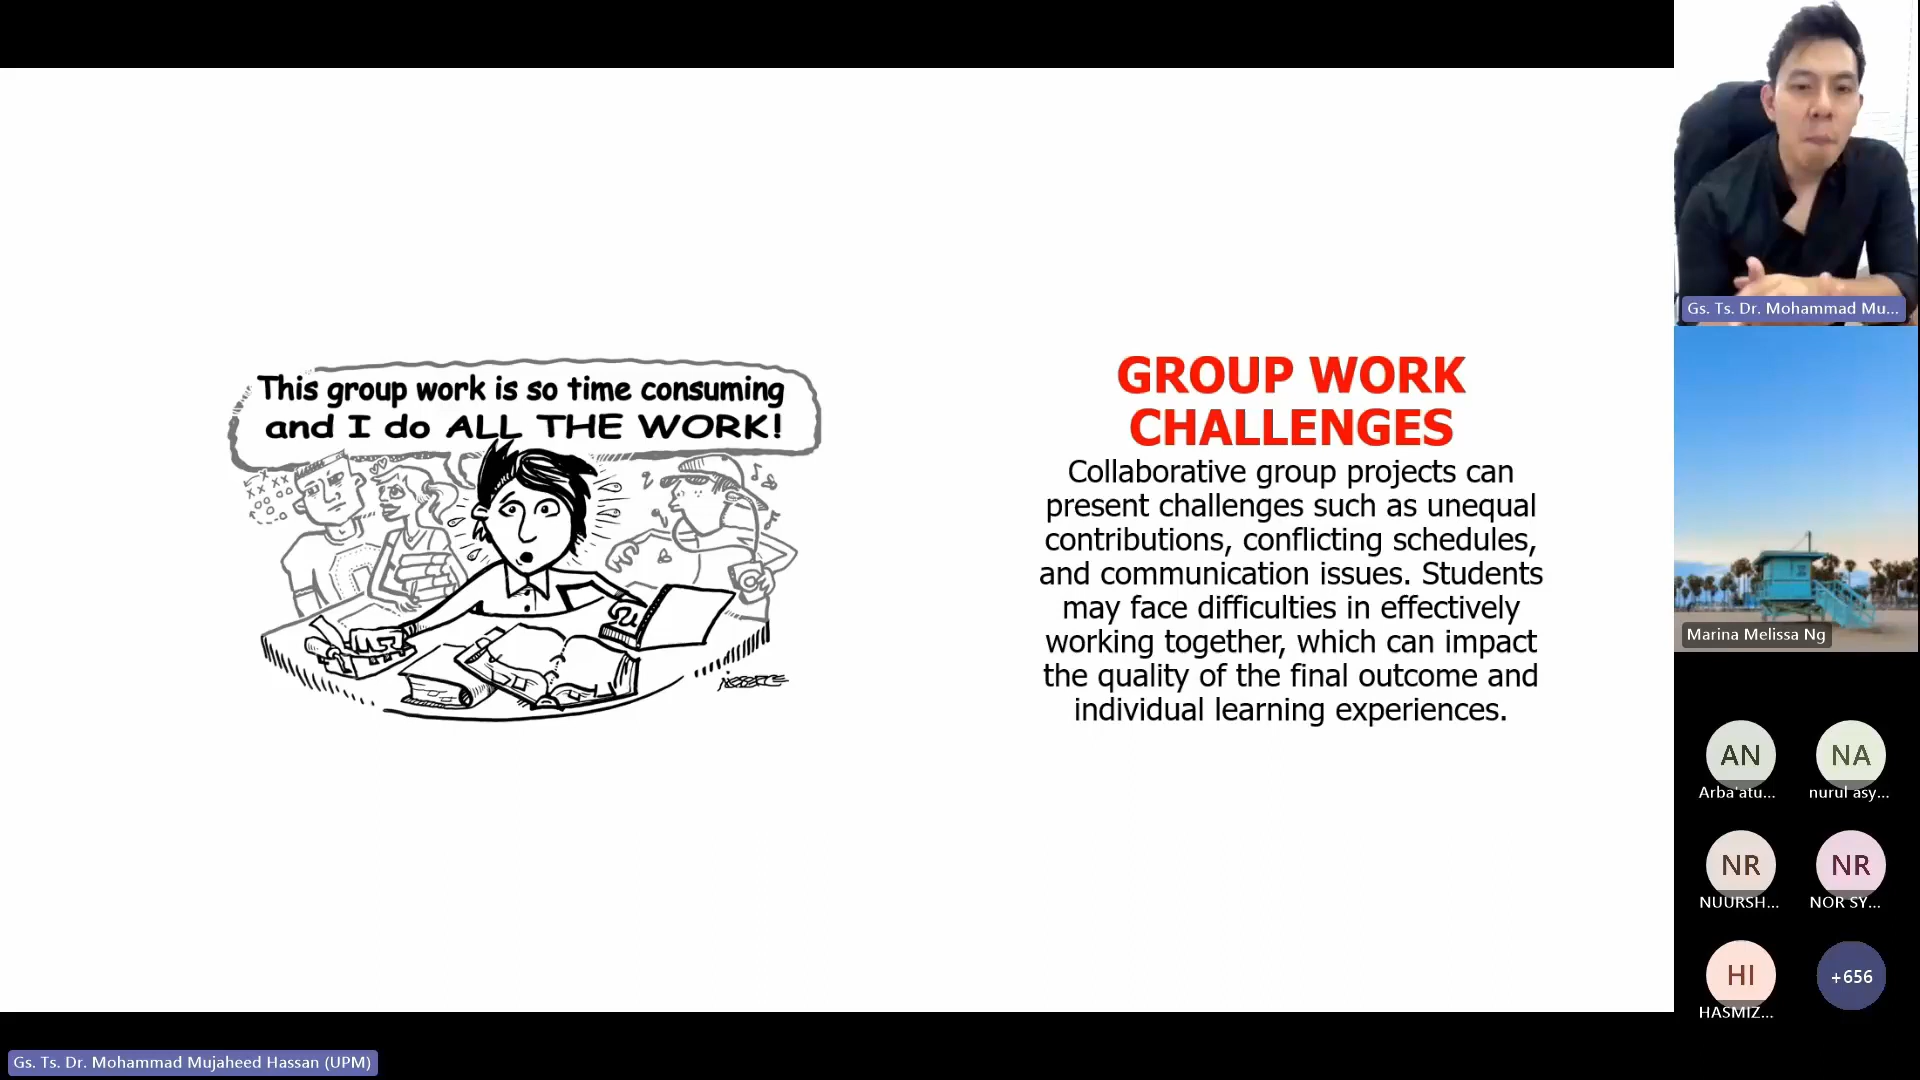 This group work is so time consuming
and I do ALL THE WORK!
GROUP WORK
CHALLENGES
Collaborative group projects can
present challenges such as unequal
contributions, conflicting schedules,
and communication issues. Students
may face difficulties in effectively
working together, which can impact
the quality of the final outcome and
individual learning experiences.
Gs. Ts. Dr. Mohammad Mu...
Marina Melissa Ng
AN
Arba'atu...
NA
nurul asy...
NR
NUURSH...
NR
NOR SY...
HI
HASMIZ...
+656
Gs. Ts. Dr. Mohammad Mujaheed Hassan (UPM)